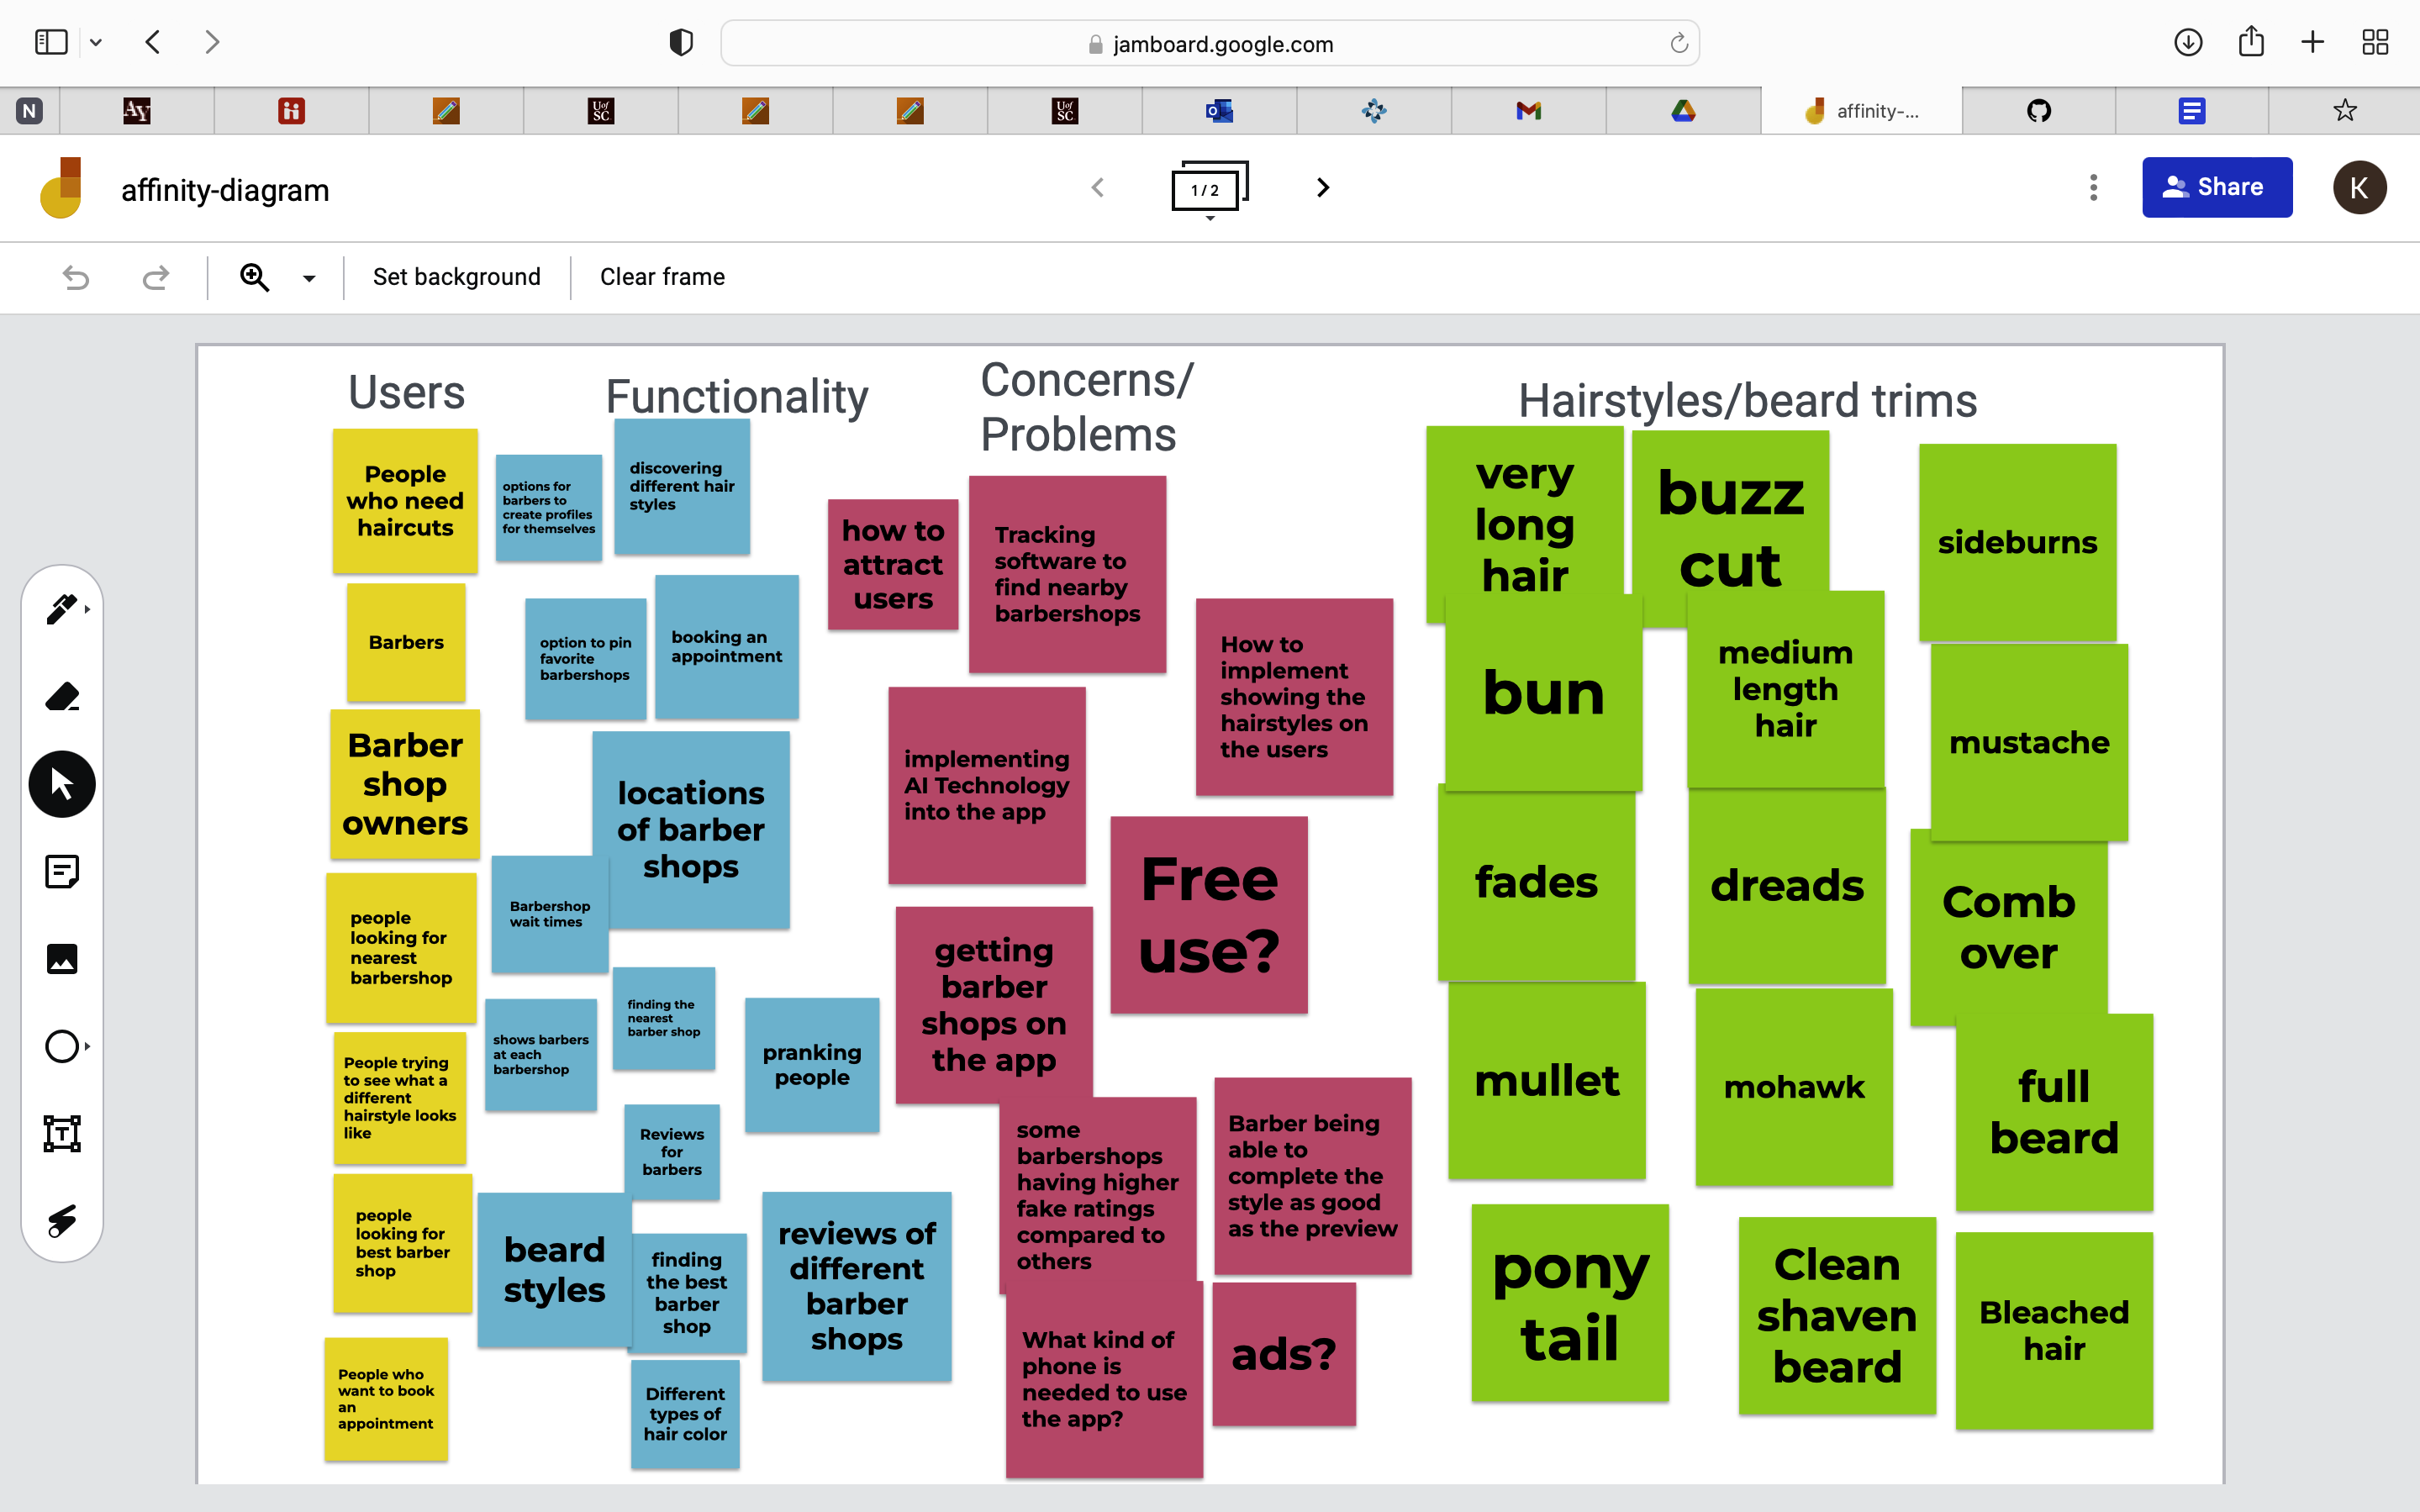 jamboard.google.com
N
AY
UofSC
UofSC
affinity-...
affinity-diagram
1 / 2
Share
K
Set background
Clear frame
Users
People
who need
haircuts
Barbers
Barber
shop
owners
people
looking for
nearest
barbershop
People trying
to see what a
different
hairstyle looks
like
people
looking for
best barber
shop
People who
want to book
an
appointment
Functionality
options for
barbers to
create profiles
for themselves
discovering
different hair
styles
option to pin
favorite
barbershops
booking an
appointment
locations
of barber
shops
Barbershop
wait times
finding the
nearest
barber shop
shows barbers
at each
barbershop
pranking
people
Reviews
for
barbers
beard
styles
finding
the best
barber
shop
reviews of
different
barber
shops
Different
types of
hair color
Concerns/
Problems
how to
attract
users
Tracking
software to
find nearby
barbershops
How to
implement
showing the
hairstyles on
the users
implementing
AI Technology
into the app
Free
use?
getting
barber
shops on
the app
some
barbershops
having higher
fake ratings
compared to
others
Barber being
able to
complete the
style as good
as the preview
What kind of
phone is
needed to use
the app?
ads?
Hairstyles/beard trims
very
long
hair
buzz
cut
sideburns
bun
medium
length
hair
mustache
fades
dreads
Comb
over
mullet
mohawk
full
beard
pony
tail
Clean
shaven
beard
Bleached
hair